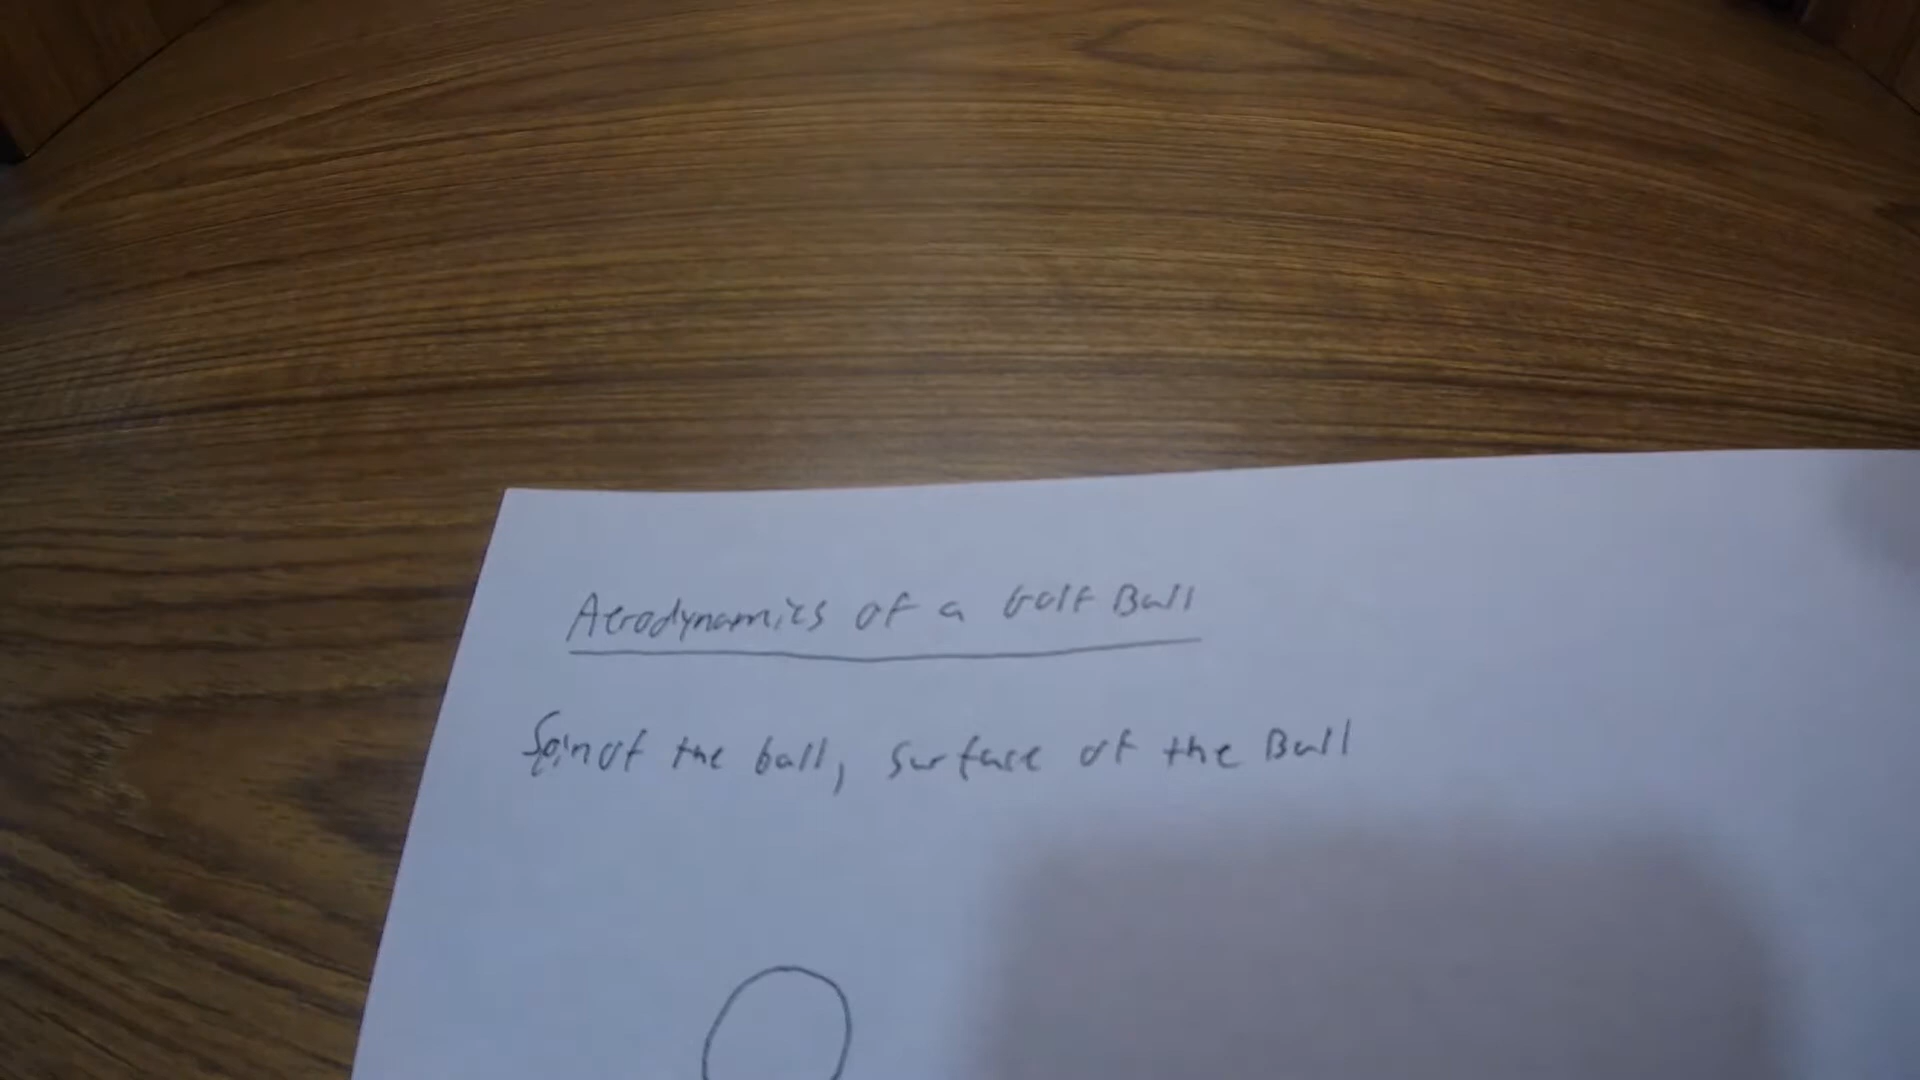 Aerodynamics of a Golf Ball
Spin of the ball, surface of the Ball